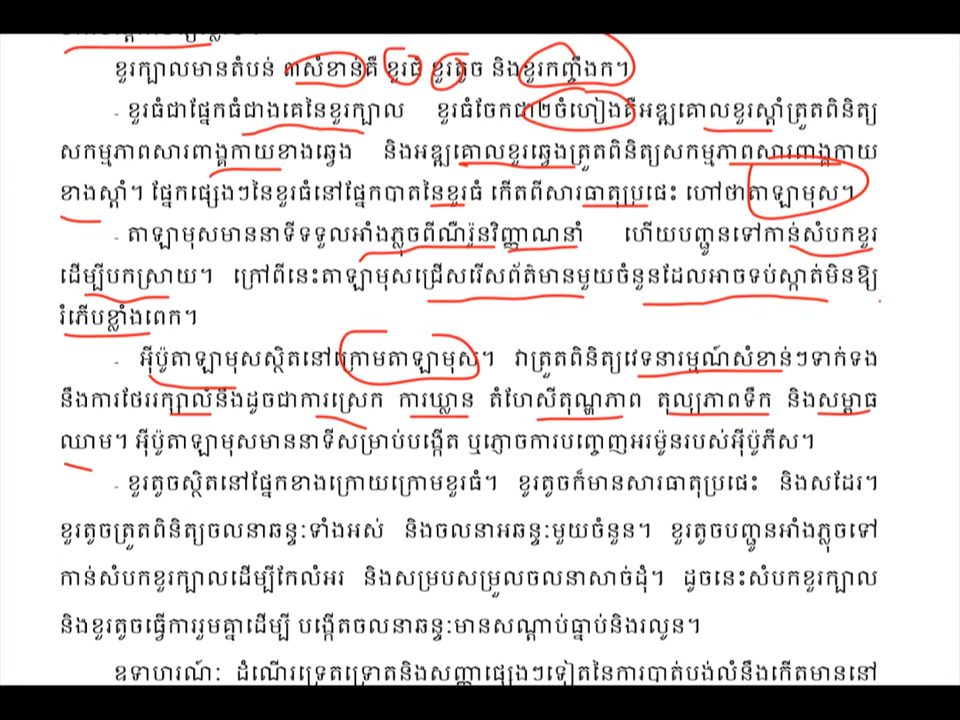 ខួរក្បាលមានតំបន់ ៣សំខាន់គឺ ខួរធំ ខួរតូច និងខួរកញ្ចឹងក។
- ខួរធំជាផ្នែកធំជាងគេនៃខួរក្បាល ខួរធំចែកជា២ចំហៀងគឺអឌ្ឍគោលខួរស្ដាំត្រួតពិនិត្យ
សកម្មភាពសារពាង្គកាយខាងឆ្វេង និងអឌ្ឍគោលខួរឆ្វេងត្រួតពិនិត្យសកម្មភាពសារពាង្គកាយ
ខាងស្ដាំ។ ផ្នែកផ្សេងៗនៃខួរធំនៅផ្នែកបាតនៃខួរធំ កើតពីសារធាតុប្រផេះ ហៅថាតាឡាមុស។
- តាឡាមុសមាននាទីទទួលអាំងភ្លុចពីណឺរ៉ូនវិញ្ញាណនាំ ហើយបញ្ជូនទៅកាន់សំបកខួរ
ដើម្បីបកស្រាយ។ ក្រៅពីនេះតាឡាមុសជ្រើសរើសព័ត៌មានមួយចំនួនដែលអាចទប់ស្កាត់មិនឱ្យ
រំភើបខ្លាំងពេក។
- អ៊ីប៉ូតាឡាមុសស្ថិតនៅក្រោមតាឡាមុស។ វាត្រួតពិនិត្យវេទនារម្មណ៍សំខាន់ៗទាក់ទង
នឹងការថែររក្សាលំនឹងដូចជាការស្រេក ការឃ្លាន តំហែសីតុណ្ហភាព តុល្យភាពទឹក និងសម្ពាធ
ឈាម។ អ៊ីប៉ូតាឡាមុសមាននាទីសម្រាប់បង្កើត ឬភ្ញោចការបញ្ចេញអរម៉ូនរបស់អ៊ីប៉ូភីស។
- ខួរតូចស្ថិតនៅផ្នែកខាងក្រោយក្រោមខួរធំ។ ខួរតូចក៏មានសារធាតុប្រផេះ និងសដែរ។
ខួរតូចត្រួតពិនិត្យចលនាឆន្ទៈទាំងអស់ និងចលនាអឆន្ទៈមួយចំនួន។ ខួរតូចបញ្ជូនអាំងភ្លុចទៅ
កាន់សំបកខួរក្បាលដើម្បីកែលំអរ និងសម្របសម្រួលចលនាសាច់ដុំ។ ដូចនេះសំបកខួរក្បាល
និងខួរតូចធ្វើការរួមគ្នាដើម្បី បង្កើតចលនាឆន្ទៈមានសណ្ដាប់ធ្នាប់និងរលូន។
ឧទាហរណ៍ៈ ដំណើរទ្រេតទ្រោតនិងសញ្ញាផ្សេងៗទៀតនៃការបាត់បង់លំនឹងកើតមាននៅ